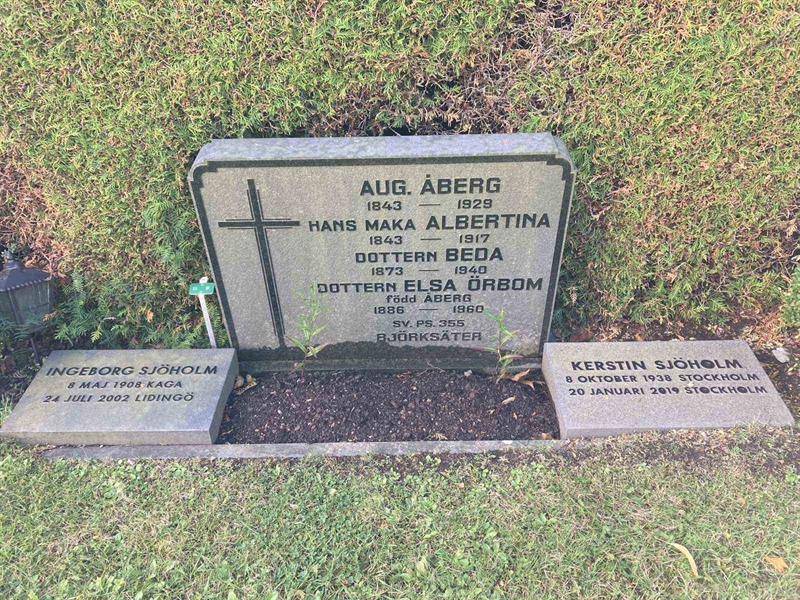 AUG. ÅBERG
1843 — 1929
HANS MAKA ALBERTINA
1843 — 1917
DOTTERN BEDA
1873 — 1940
DOTTERN ELSA ÖRBOM
född ÅBERG
1886 — 1960
SV. PS. 355
BJÖRKSÄTER
INGEBORG SJÖHOLM
8 MAJ 1908 KAGA
24 JULI 2002 LIDINGÖ
KERSTIN SJÖHOLM
8 OKTOBER 1938 STOCKHOLM
20 JANUARI 2019 STOCKHOLM